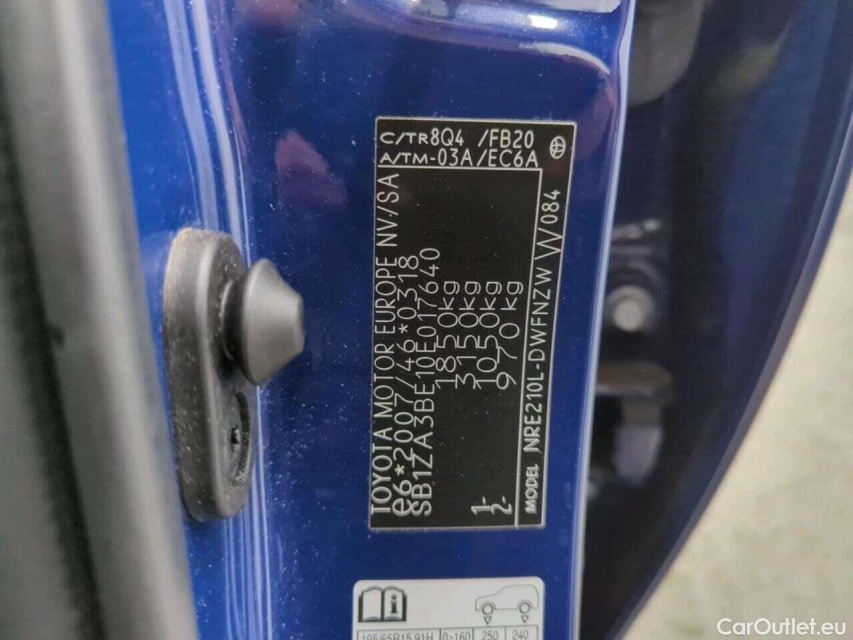 C/TR8Q4 /FB20
A/TM-03A/EC6A
TOYOTA MOTOR EUROPE NV/SA
e6*2007/46*0318
SB1ZA3BE10E017640
1850kg
3150kg
1- 1050kg
2- 970kg
MODEL NRE210L-DWFNZW W/084
195/65R15 91H 0~160 250 240
CarOutlet.eu